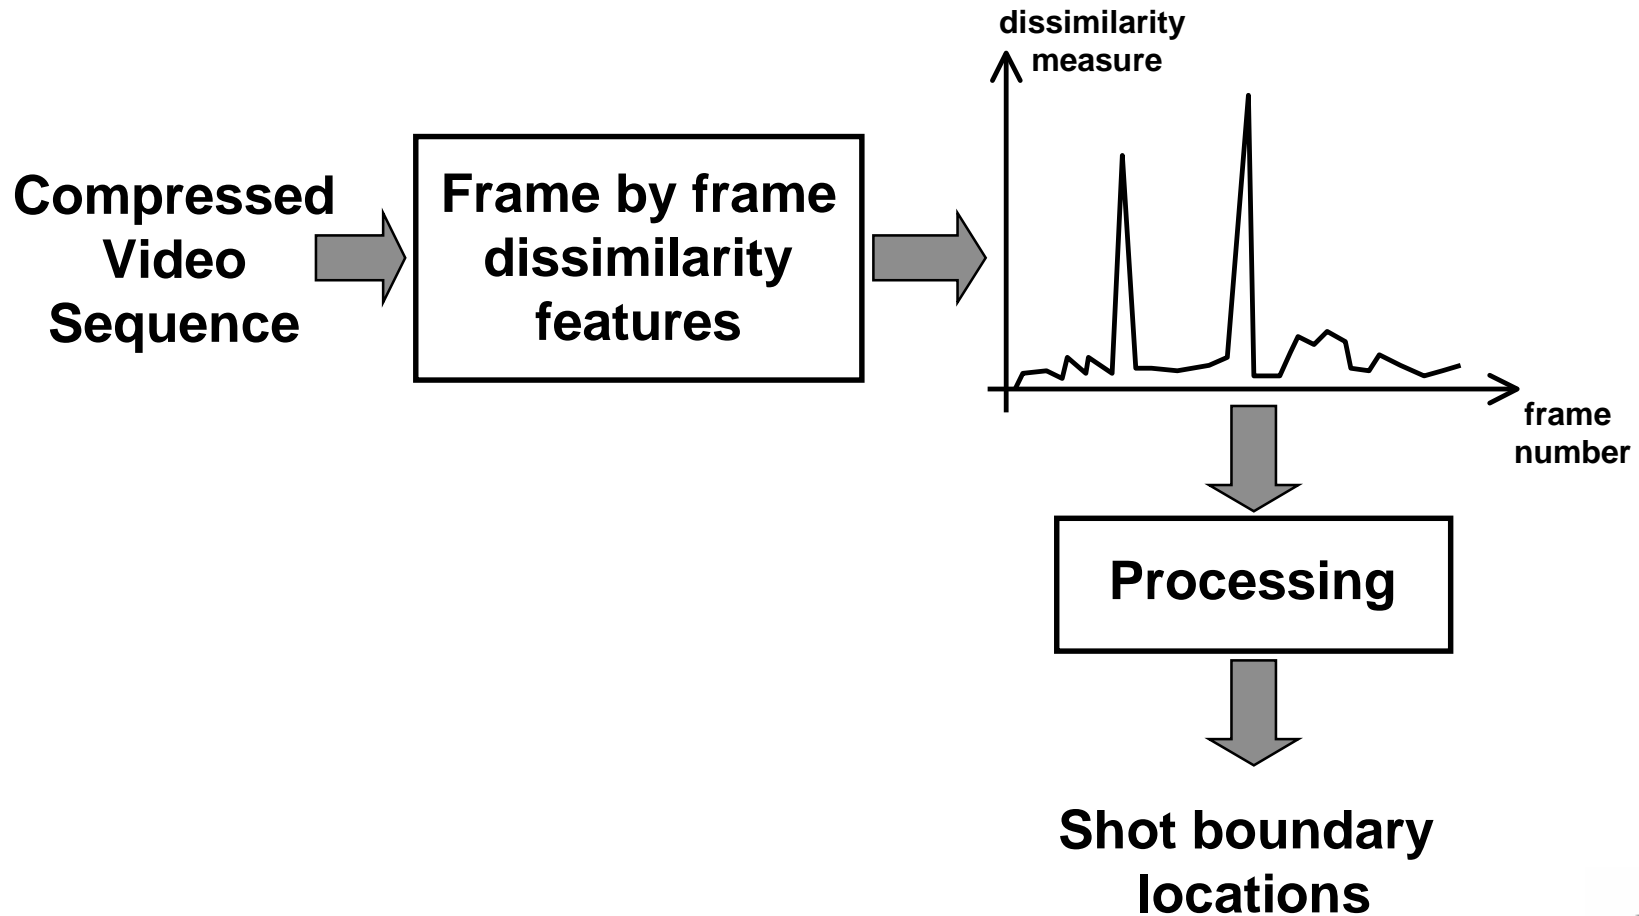 Compressed
Video
Sequence
Frame by frame
dissimilarity
features
dissimilarity
measure
frame
number
Processing
Shot boundary
locations